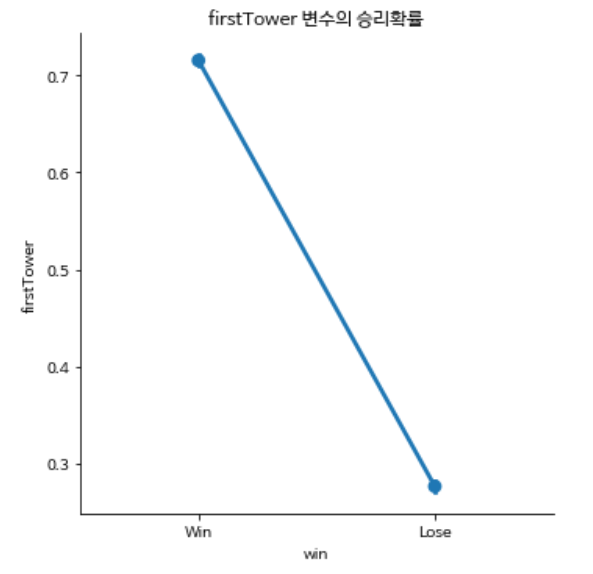 firstTower 변수의 승리확률
0.7
0.6
0.5
0.4
0.3
firstTower
Win
Lose
win